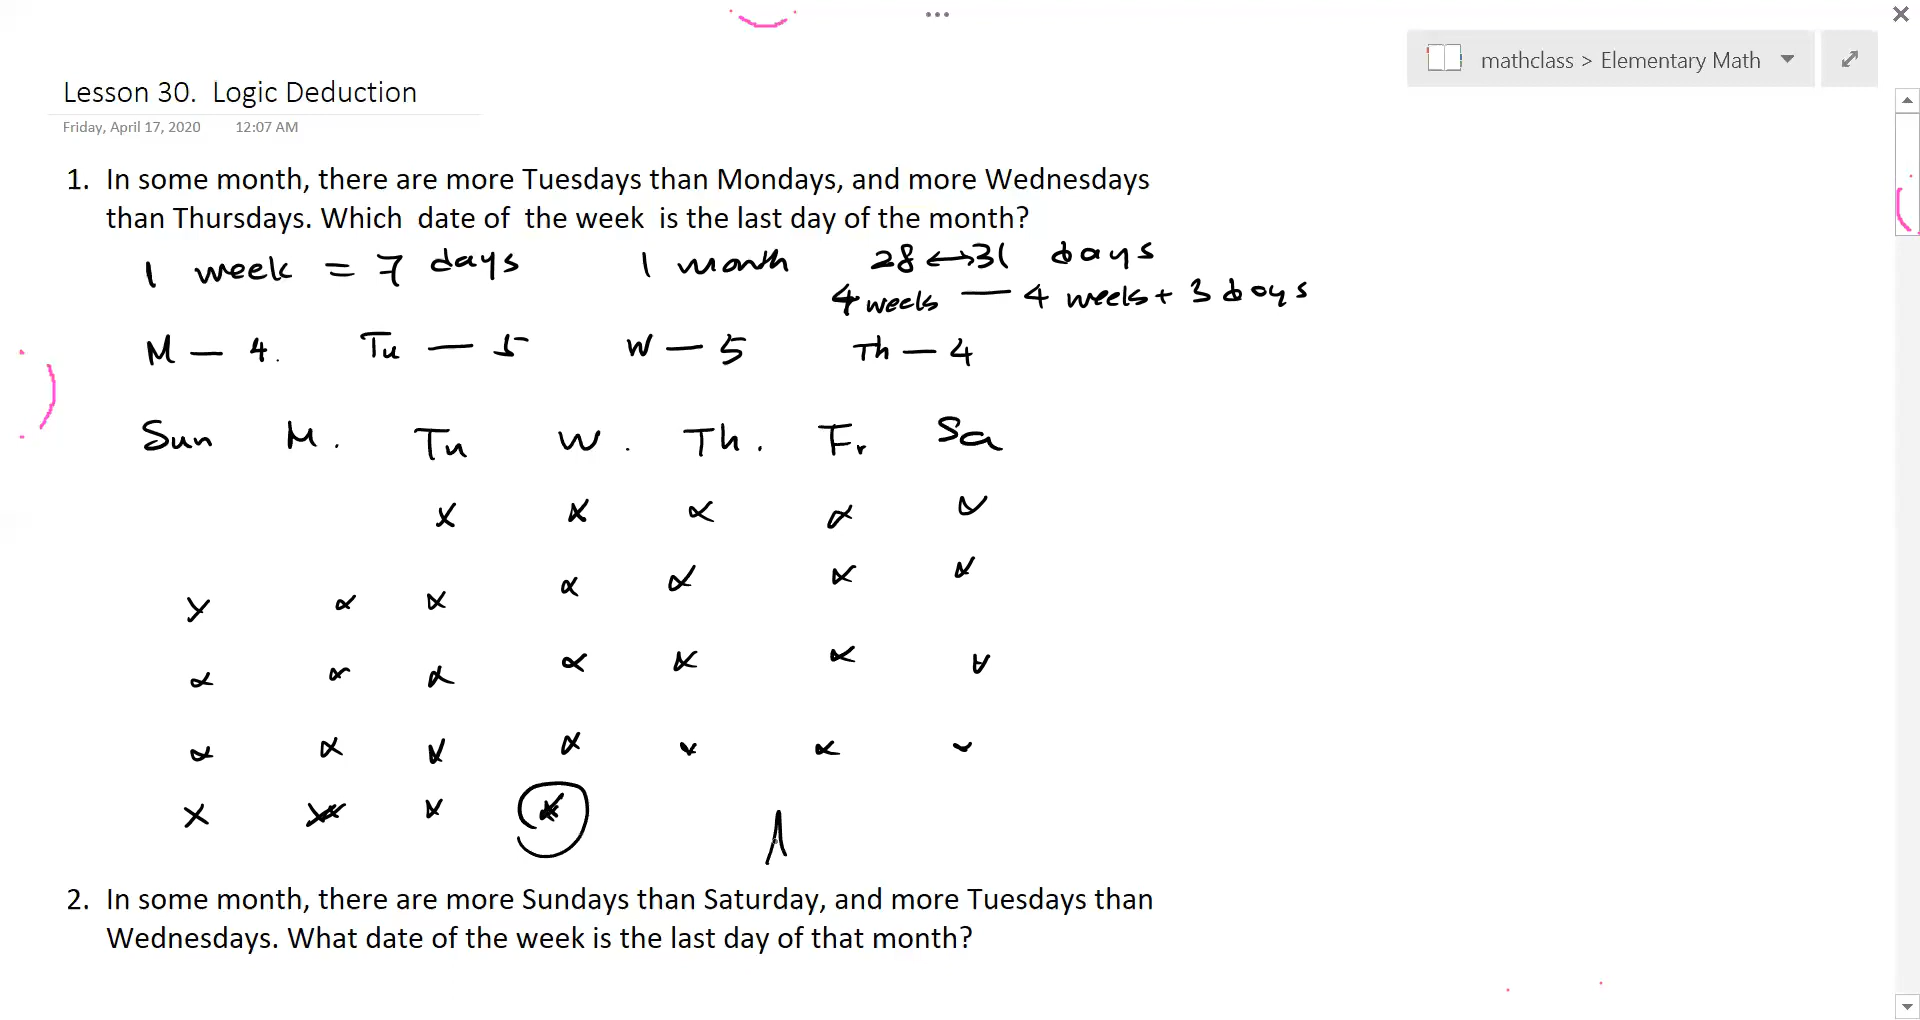 mathclass > Elementary Math
Lesson 30. Logic Deduction
Friday, April 17, 2020 12:07 AM
1. In some month, there are more Tuesdays than Mondays, and more Wednesdays
than Thursdays. Which date of the week is the last day of the month?
1 week = 7 days 1 month 28 ↔ 31 days
4 weeks — 4 weeks + 3 days
M — 4. Tu — 5 W — 5 Th — 4
Sun M. Tu W. Th. Fr Sa
2. In some month, there are more Sundays than Saturday, and more Tuesdays than
Wednesdays. What date of the week is the last day of that month?